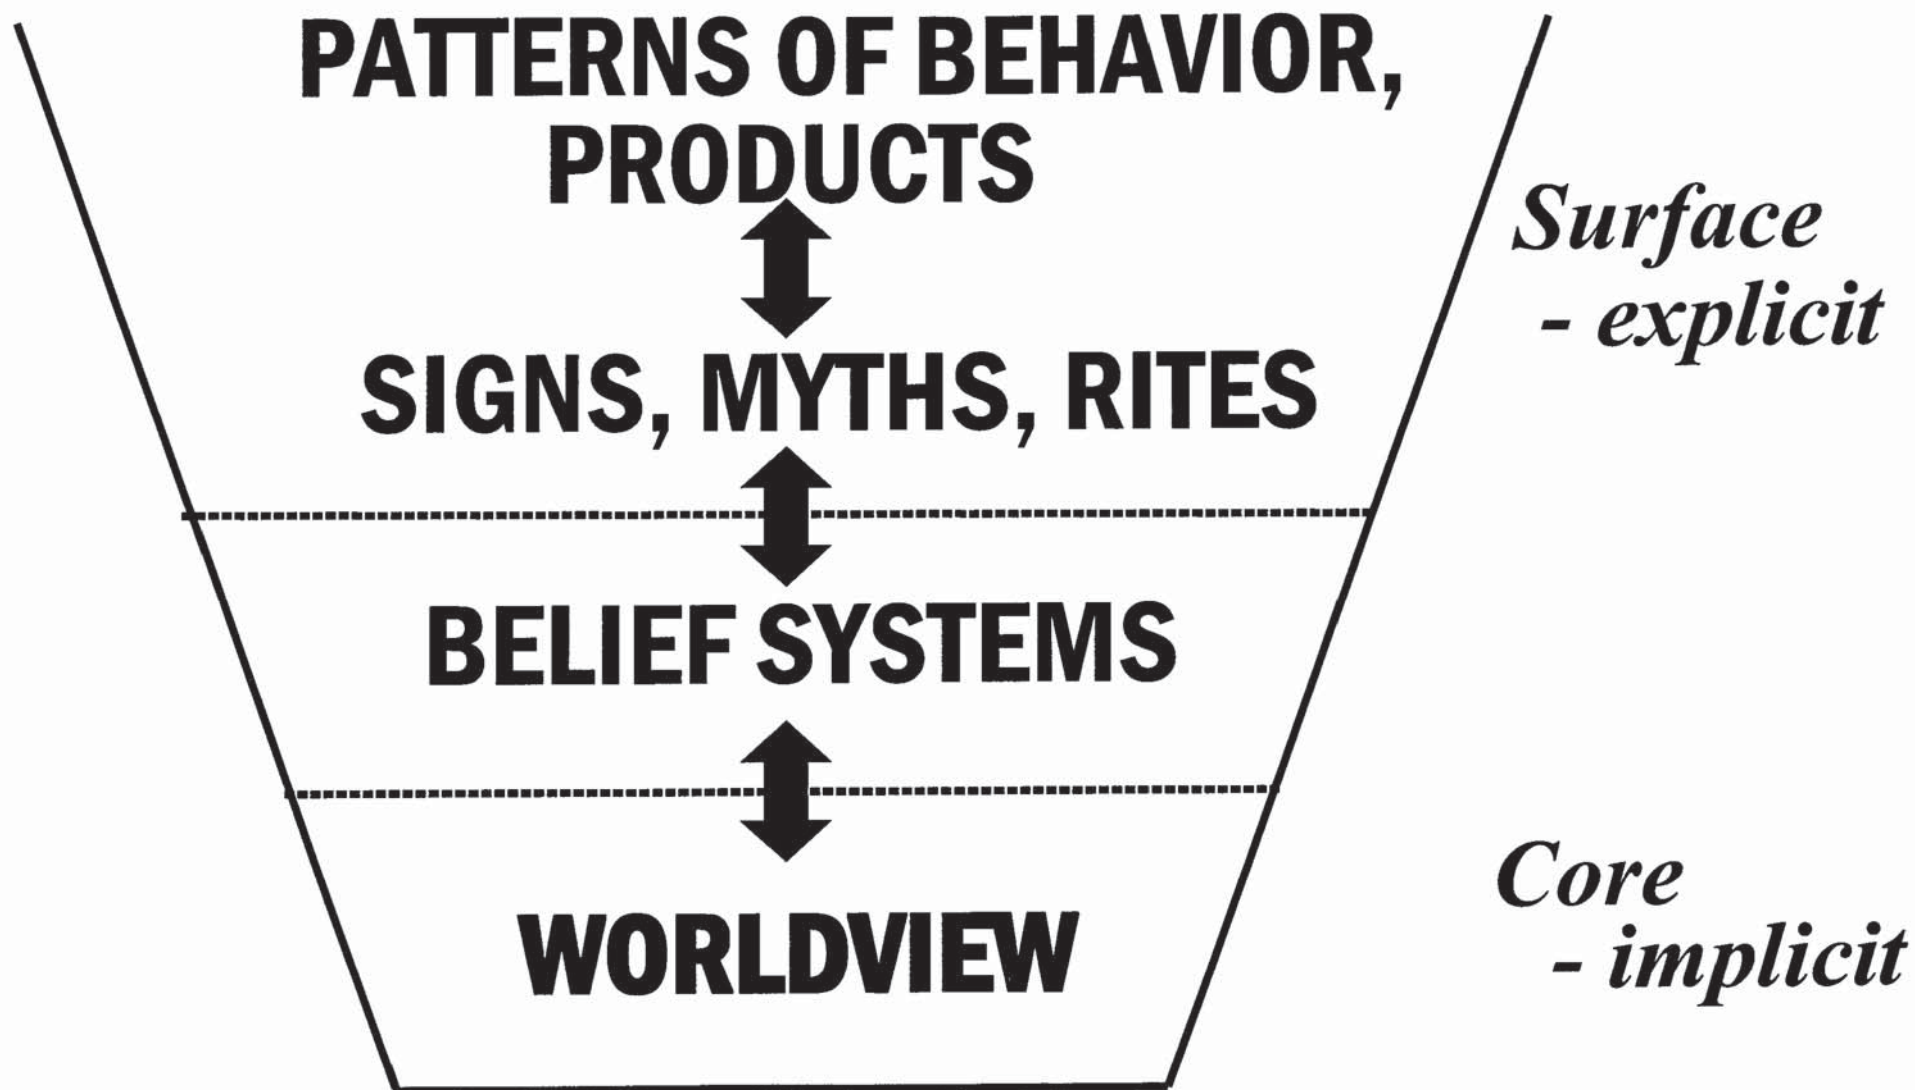 PATTERNS OF BEHAVIOR,
PRODUCTS
Surface
- explicit
SIGNS, MYTHS, RITES
BELIEF SYSTEMS
Core
- implicit
WORLDVIEW